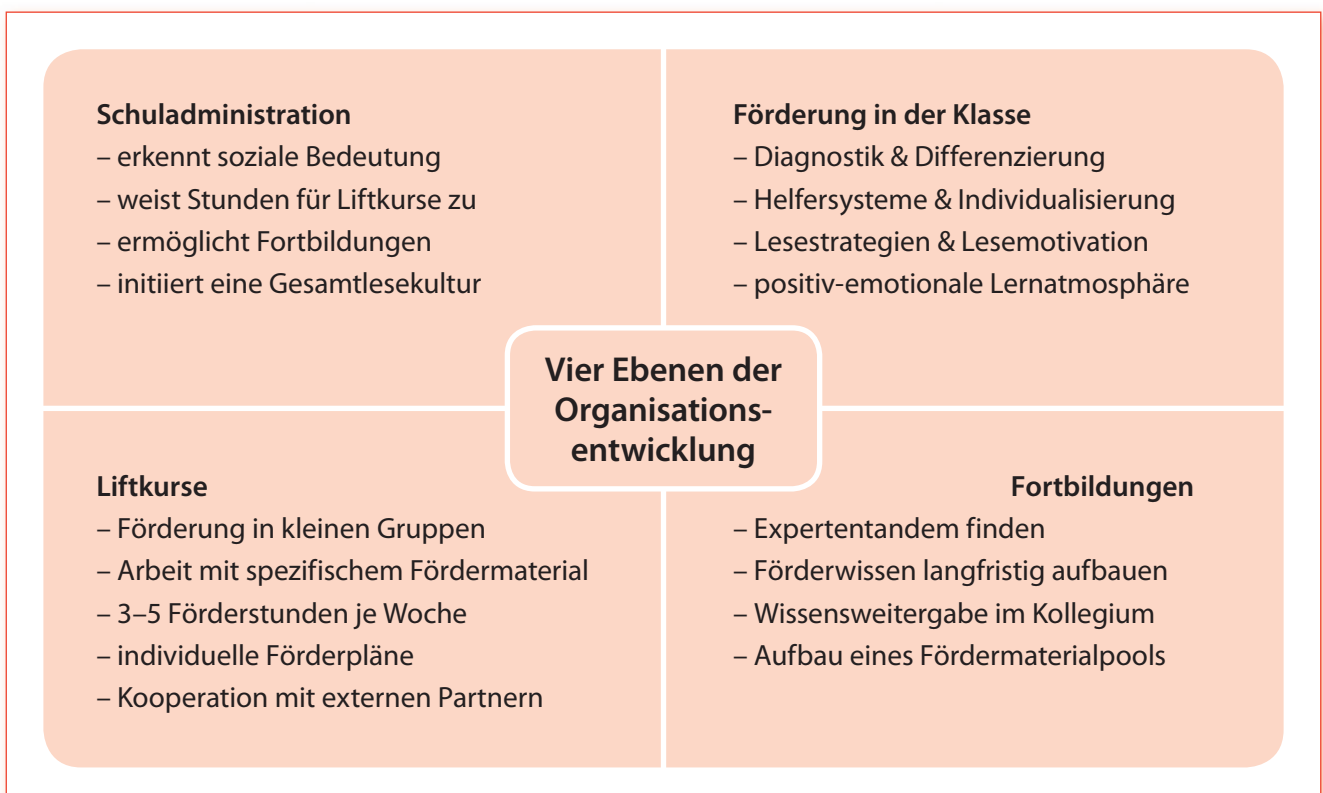 Schuladministration
– erkennt soziale Bedeutung
– weist Stunden für Liftkurse zu
– ermöglicht Fortbildungen
– initiiert eine Gesamtlesekultur
Förderung in der Klasse
– Diagnostik & Differenzierung
– Helfersysteme & Individualisierung
– Lesestrategien & Lesemotivation
– positiv-emotionale Lernatmosphäre
Vier Ebenen der
Organisations-
entwicklung
Liftkurse
– Förderung in kleinen Gruppen
– Arbeit mit spezifischem Fördermaterial
– 3–5 Förderstunden je Woche
– individuelle Förderpläne
– Kooperation mit externen Partnern
Fortbildungen
– Expertentandem finden
– Förderwissen langfristig aufbauen
– Wissensweitergabe im Kollegium
– Aufbau eines Fördermaterialpools